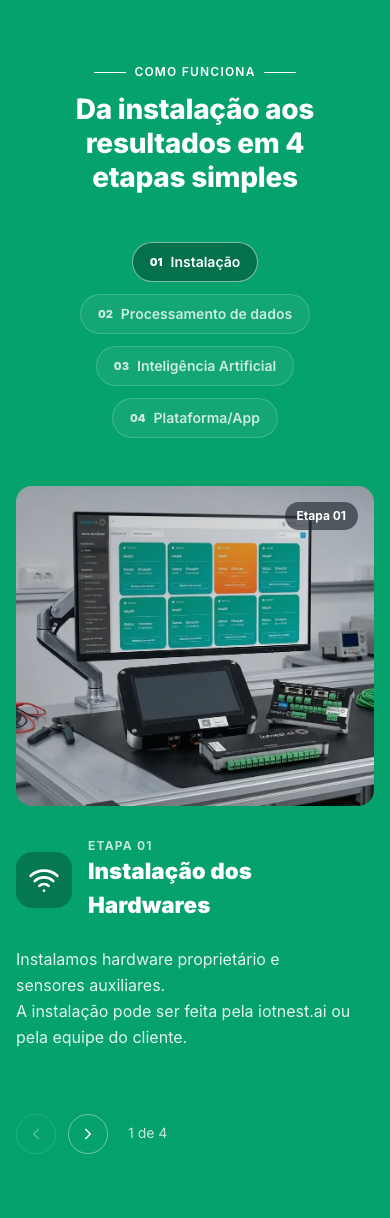 COMO FUNCIONA
Da instalação aos
resultados em 4
etapas simples
01 Instalação
02 Processamento de dados
03 Inteligência Artificial
04 Plataforma/App
Etapa 01
iotnest.ai
ETAPA 01
Instalação dos
Hardwares
Instalamos hardware proprietário e
sensores auxiliares.
A instalação pode ser feita pela iotnest.ai ou
pela equipe do cliente.
1 de 4